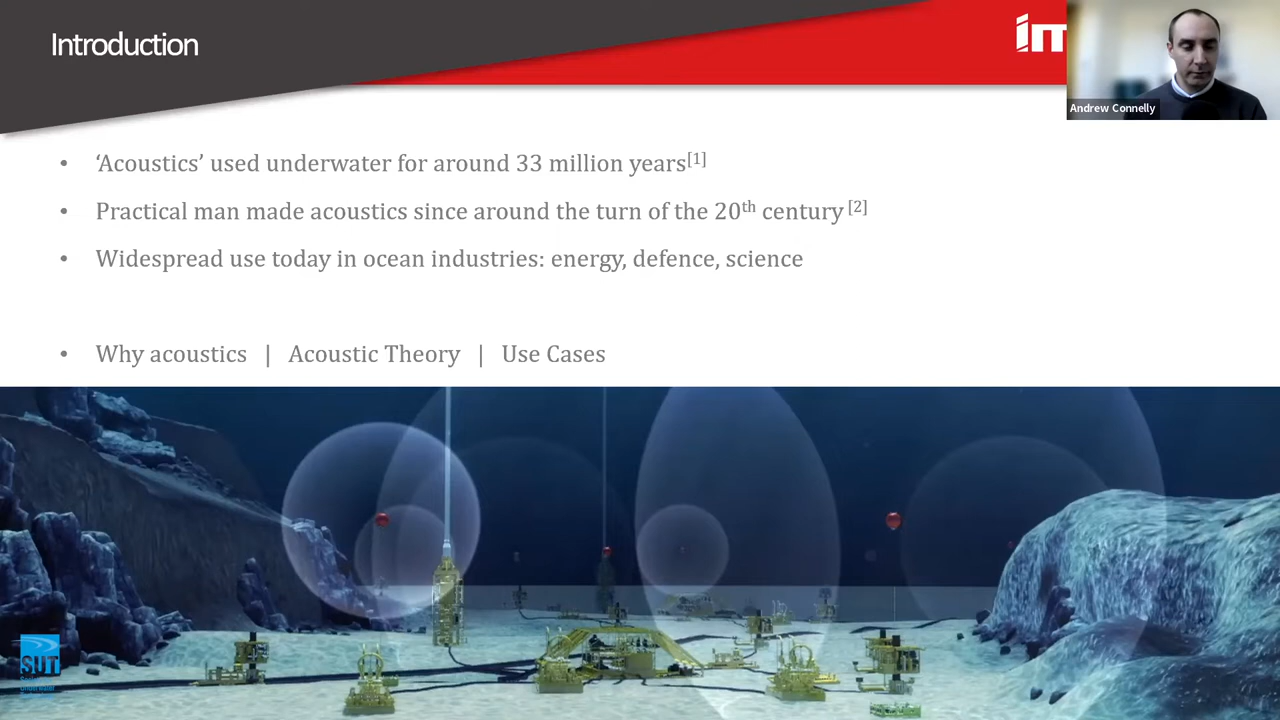 Introduction
im
Andrew Connelly
• ‘Acoustics’ used underwater for around 33 million years[1]
• Practical man made acoustics since around the turn of the 20th century [2]
• Widespread use today in ocean industries: energy, defence, science
• Why acoustics | Acoustic Theory | Use Cases
SUT